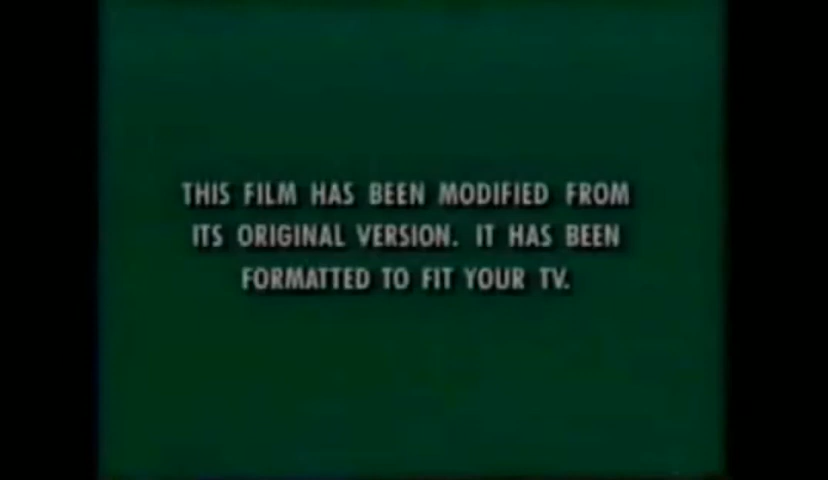 THIS FILM HAS BEEN MODIFIED FROM
ITS ORIGINAL VERSION. IT HAS BEEN
FORMATTED TO FIT YOUR TV.